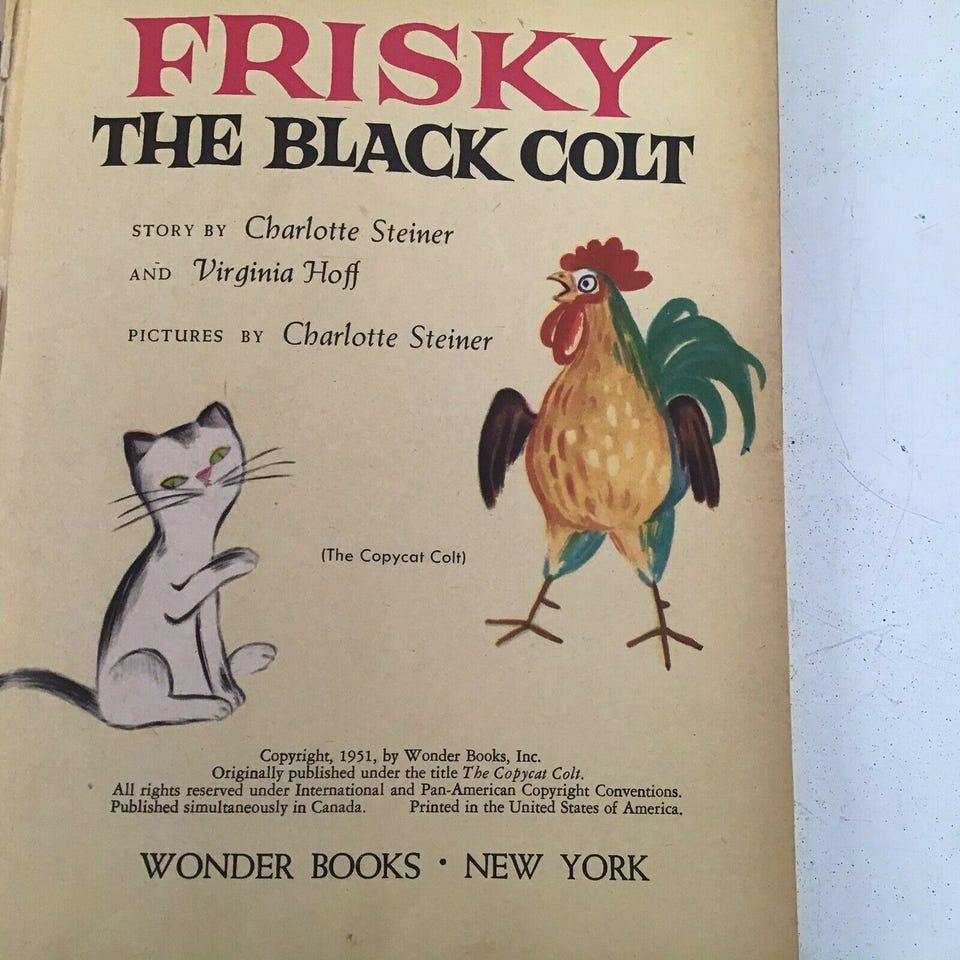 FRISKY
THE BLACK COLT
STORY BY Charlotte Steiner
AND Virginia Hoff
PICTURES BY Charlotte Steiner
(The Copycat Colt)
Copyright, 1951, by Wonder Books, Inc.
Originally published under the title The Copycat Colt.
All rights reserved under International and Pan-American Copyright Conventions.
Published simultaneously in Canada. Printed in the United States of America.
WONDER BOOKS · NEW YORK